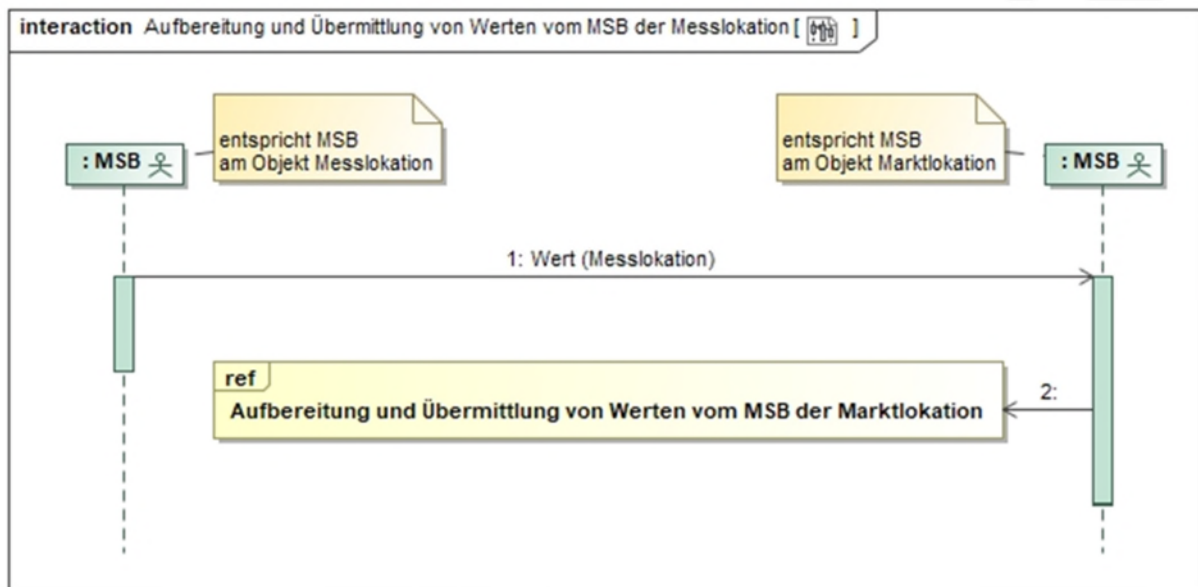 interaction Aufbereitung und Übermittlung von Werten vom MSB der Messlokation [ ]
entspricht MSB
am Objekt Messlokation
entspricht MSB
am Objekt Marktlokation
: MSB
: MSB
1: Wert (Messlokation)
ref
2:
Aufbereitung und Übermittlung von Werten vom MSB der Marktlokation